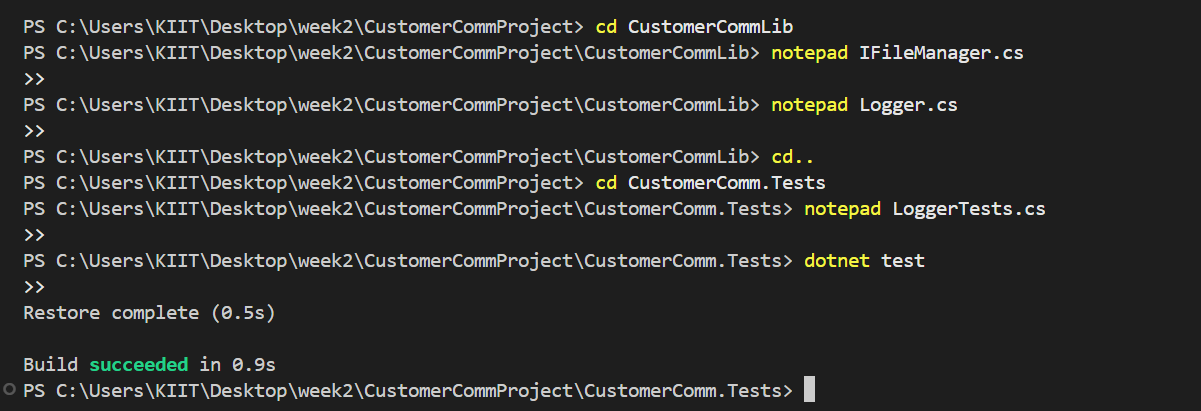 PS C:\Users\KIIT\Desktop\week2\CustomerCommProject> cd CustomerCommLib
PS C:\Users\KIIT\Desktop\week2\CustomerCommProject\CustomerCommLib> notepad IFileManager.cs
>>
PS C:\Users\KIIT\Desktop\week2\CustomerCommProject\CustomerCommLib> notepad Logger.cs
>>
PS C:\Users\KIIT\Desktop\week2\CustomerCommProject\CustomerCommLib> cd..
PS C:\Users\KIIT\Desktop\week2\CustomerCommProject> cd CustomerComm.Tests
PS C:\Users\KIIT\Desktop\week2\CustomerCommProject\CustomerComm.Tests> notepad LoggerTests.cs
>>
PS C:\Users\KIIT\Desktop\week2\CustomerCommProject\CustomerComm.Tests> dotnet test
>>
Restore complete (0.5s)
Build succeeded in 0.9s
PS C:\Users\KIIT\Desktop\week2\CustomerCommProject\CustomerComm.Tests>